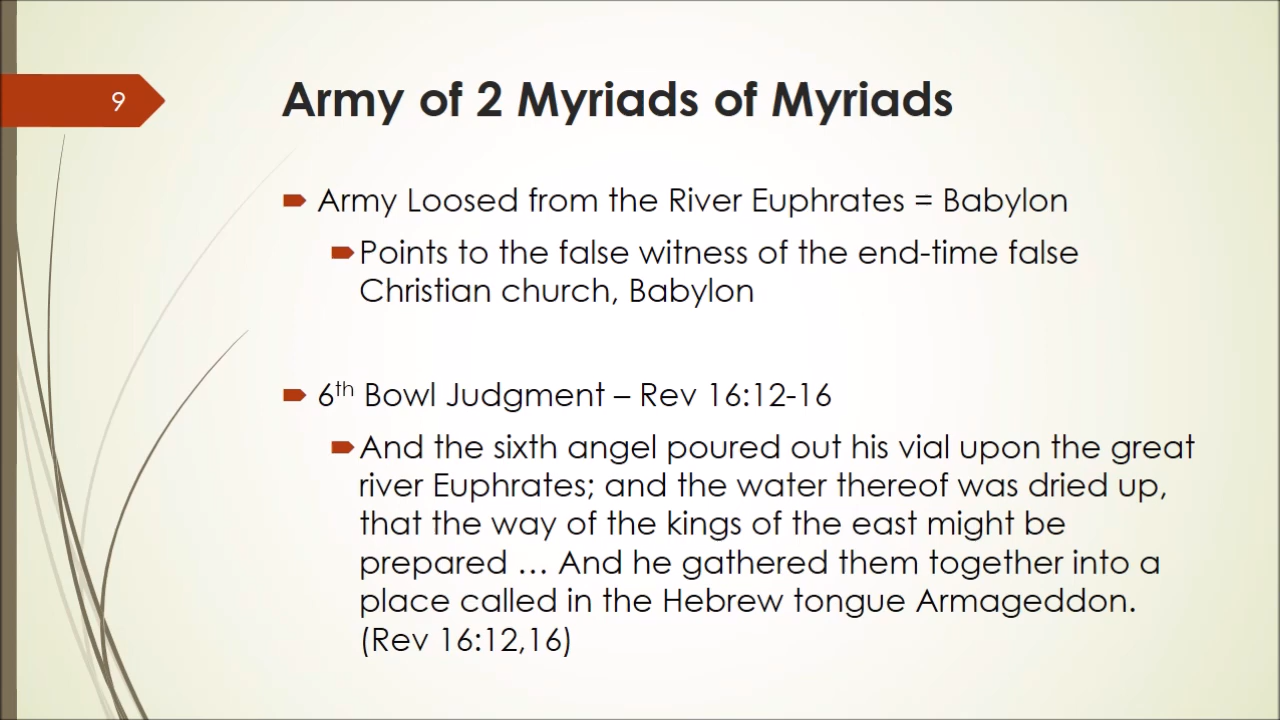 9
Army of 2 Myriads of Myriads
Army Loosed from the River Euphrates = Babylon
Points to the false witness of the end-time false
Christian church, Babylon
6th Bowl Judgment – Rev 16:12-16
And the sixth angel poured out his vial upon the great
river Euphrates; and the water thereof was dried up,
that the way of the kings of the east might be
prepared … And he gathered them together into a
place called in the Hebrew tongue Armageddon.
(Rev 16:12,16)